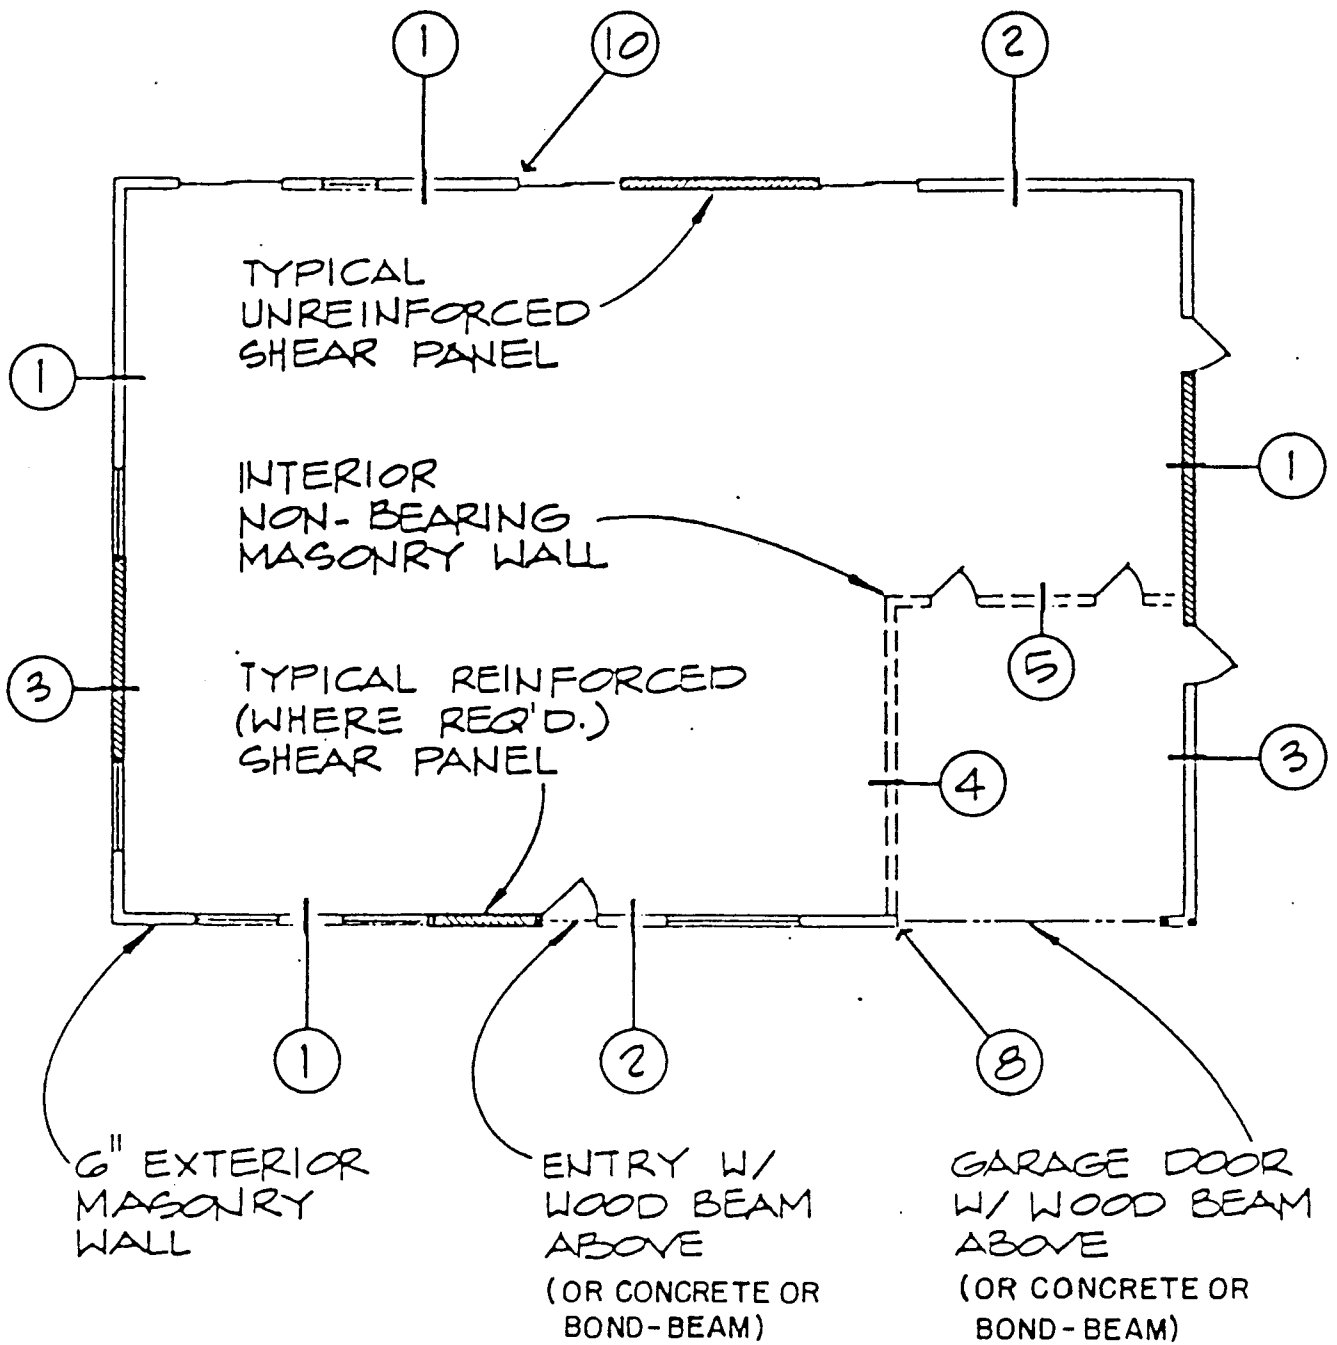 1
10
2
TYPICAL
UNREINFORCED
SHEAR PANEL
1
INTERIOR
NON-BEARING
MASONRY WALL
1
5
TYPICAL REINFORCED
(WHERE REQ'D.)
SHEAR PANEL
3
4
3
1
2
8
6" EXTERIOR
MASONRY
WALL
ENTRY W/
WOOD BEAM
ABOVE
(OR CONCRETE OR
BOND-BEAM)
GARAGE DOOR
W/ WOOD BEAM
ABOVE
(OR CONCRETE OR
BOND-BEAM)